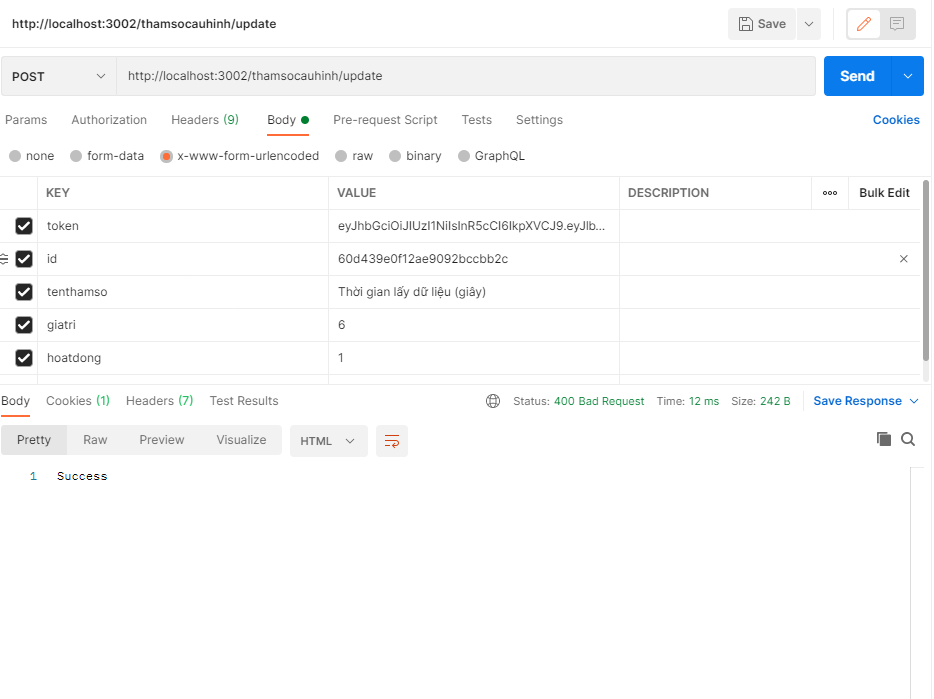 http://localhost:3002/thamsocauhinh/update
Save
POST
http://localhost:3002/thamsocauhinh/update
Send
Params Authorization Headers (9) Body Pre-request Script Tests Settings Cookies
none form-data x-www-form-urlencoded raw binary GraphQL
KEY VALUE DESCRIPTION ooo Bulk Edit
token eyJhbGciOiJIUzI1NiIsInR5cCI6IkpXVCJ9.eyJIb...
id 60d439e0f12ae9092bccbb2c
tenthamso Thời gian lấy dữ liệu (giây)
giatri 6
hoatdong 1
Body Cookies (1) Headers (7) Test Results Status: 400 Bad Request Time: 12 ms Size: 242 B Save Response
Pretty Raw Preview Visualize HTML
1 Success